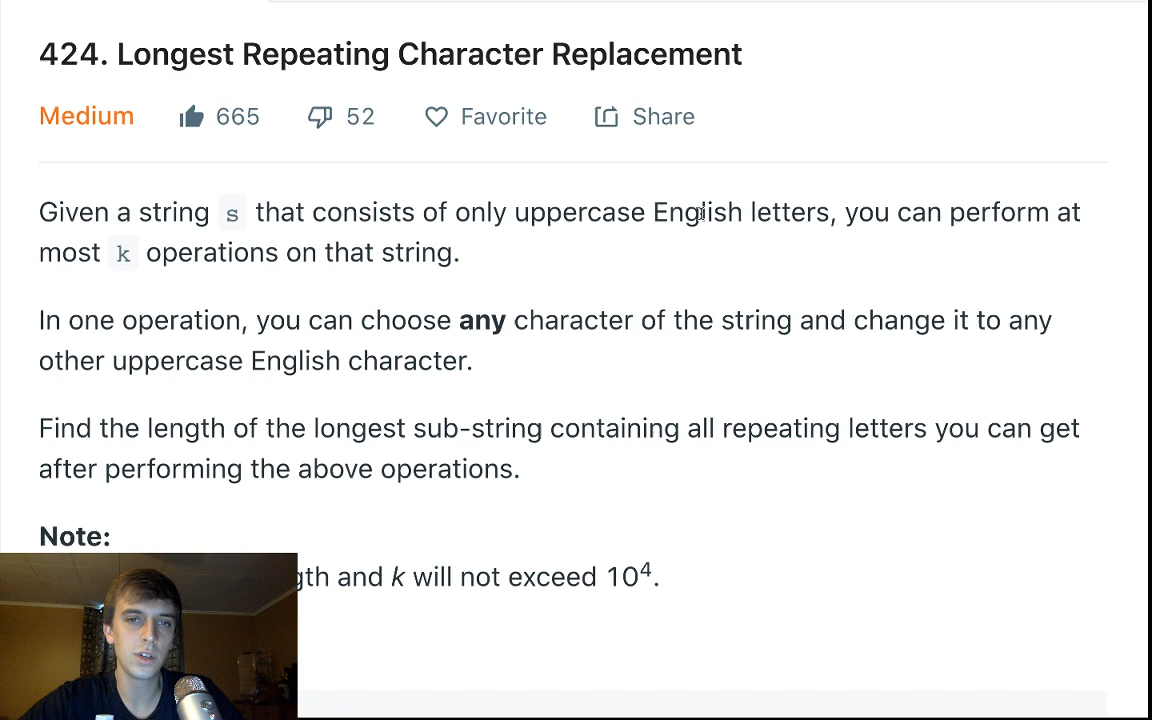 424. Longest Repeating Character Replacement
Medium 665 52 Favorite Share
Given a string s that consists of only uppercase English letters, you can perform at
most k operations on that string.
In one operation, you can choose any character of the string and change it to any
other uppercase English character.
Find the length of the longest sub-string containing all repeating letters you can get
after performing the above operations.
Note:
and k will not exceed 10⁴.